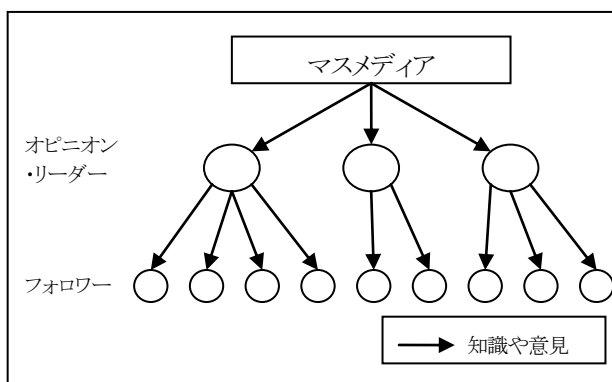 マスメディア
オピニオン
・リーダー
フォロワー
知識や意見